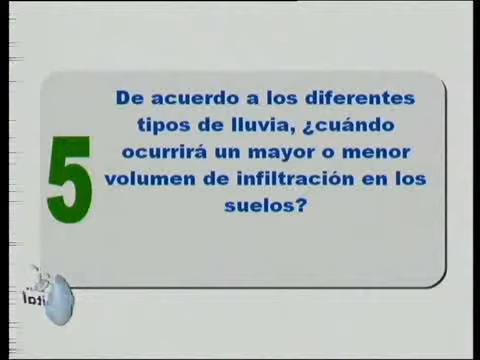 5
De acuerdo a los diferentes
tipos de lluvia, ¿cuándo
ocurrirá un mayor o menor
volumen de infiltración en los
suelos?